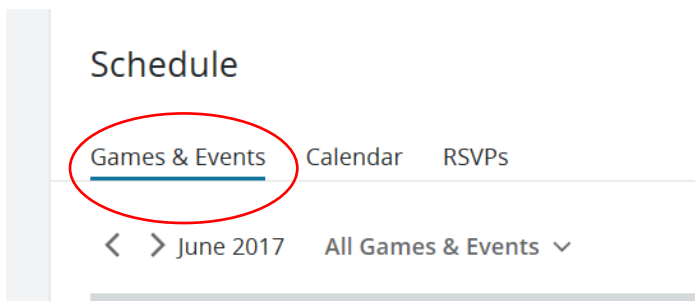 Schedule
Games & Events Calendar RSVPs
June 2017 All Games & Events